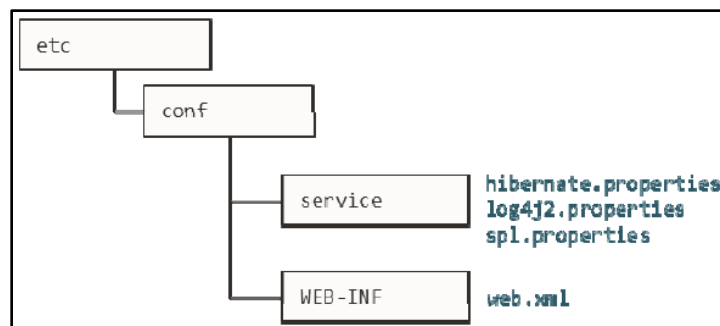 etc
conf
service
hibernate.properties
log4j2.properties
spl.properties
WEB-INF
web.xml